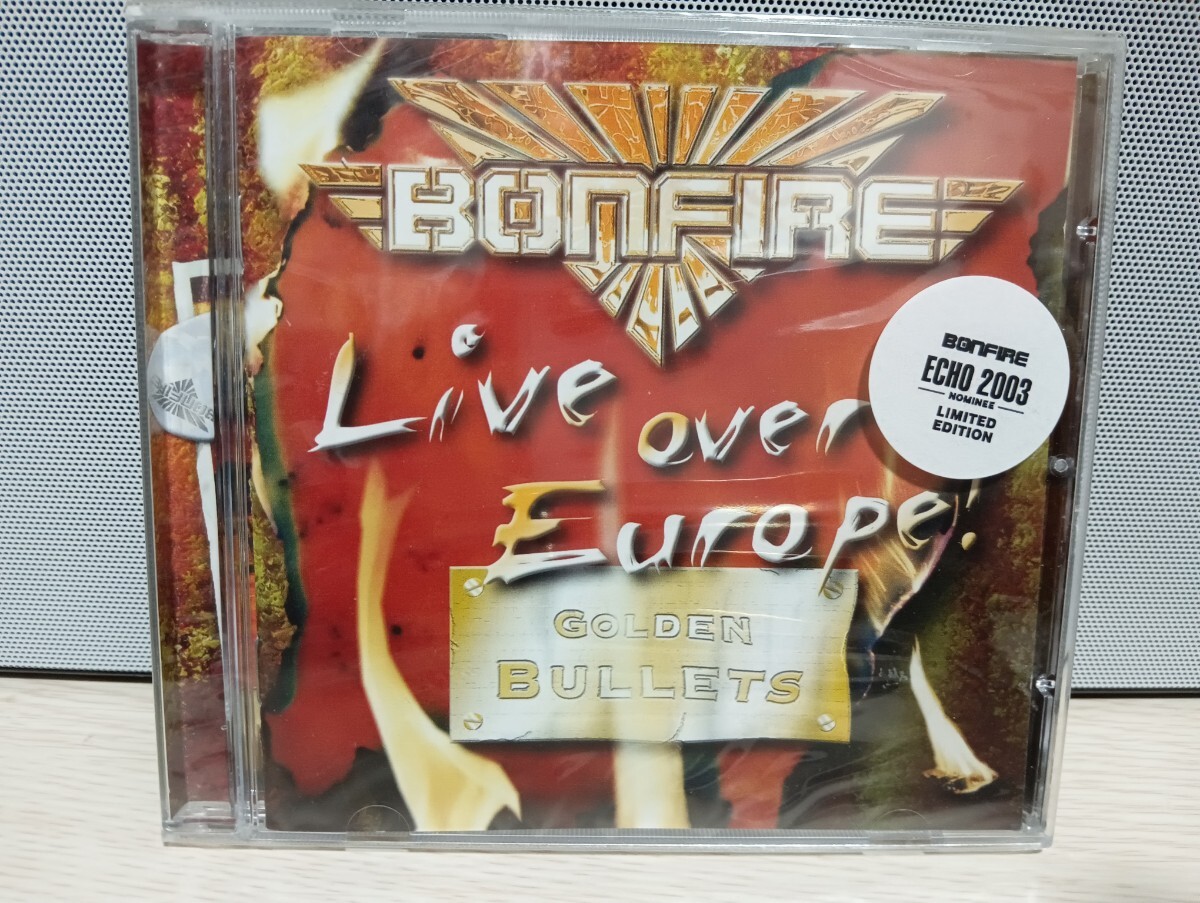 BONFIRE
Live over
Europe!
GOLDEN
BULLETS
BONFIRE
ECHO 2003
NOMINEE
LIMITED
EDITION